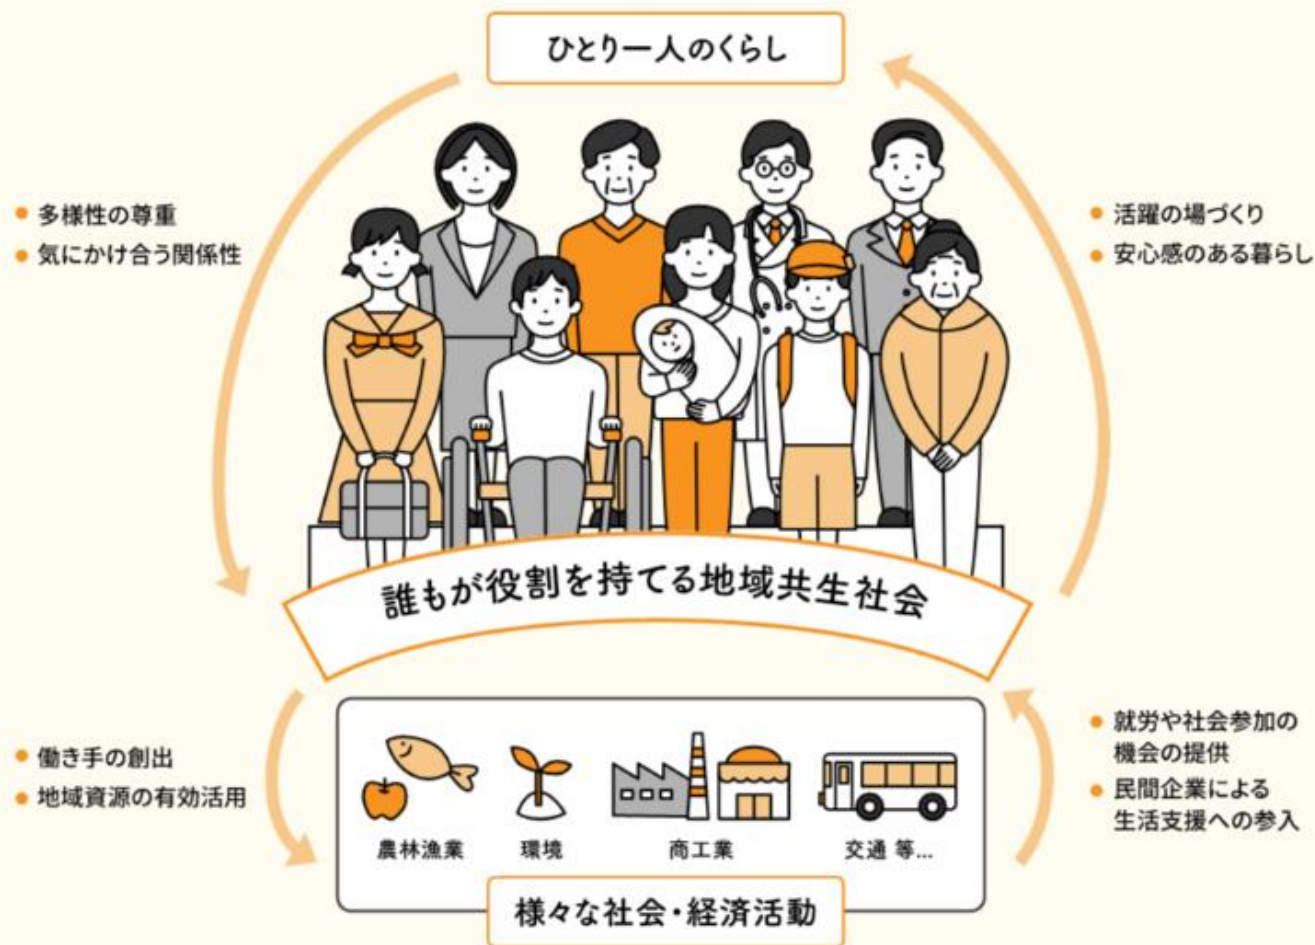 ひとり一人のくらし
多様性の尊重
気にかけ合う関係性
活躍の場づくり
安心感のある暮らし
誰もが役割を持てる地域共生社会
働き手の創出
地域資源の有効活用
就労や社会参加の
機会の提供
民間企業による
生活支援への参入
農林漁業
環境
商工業
交通 等...
様々な社会・経済活動